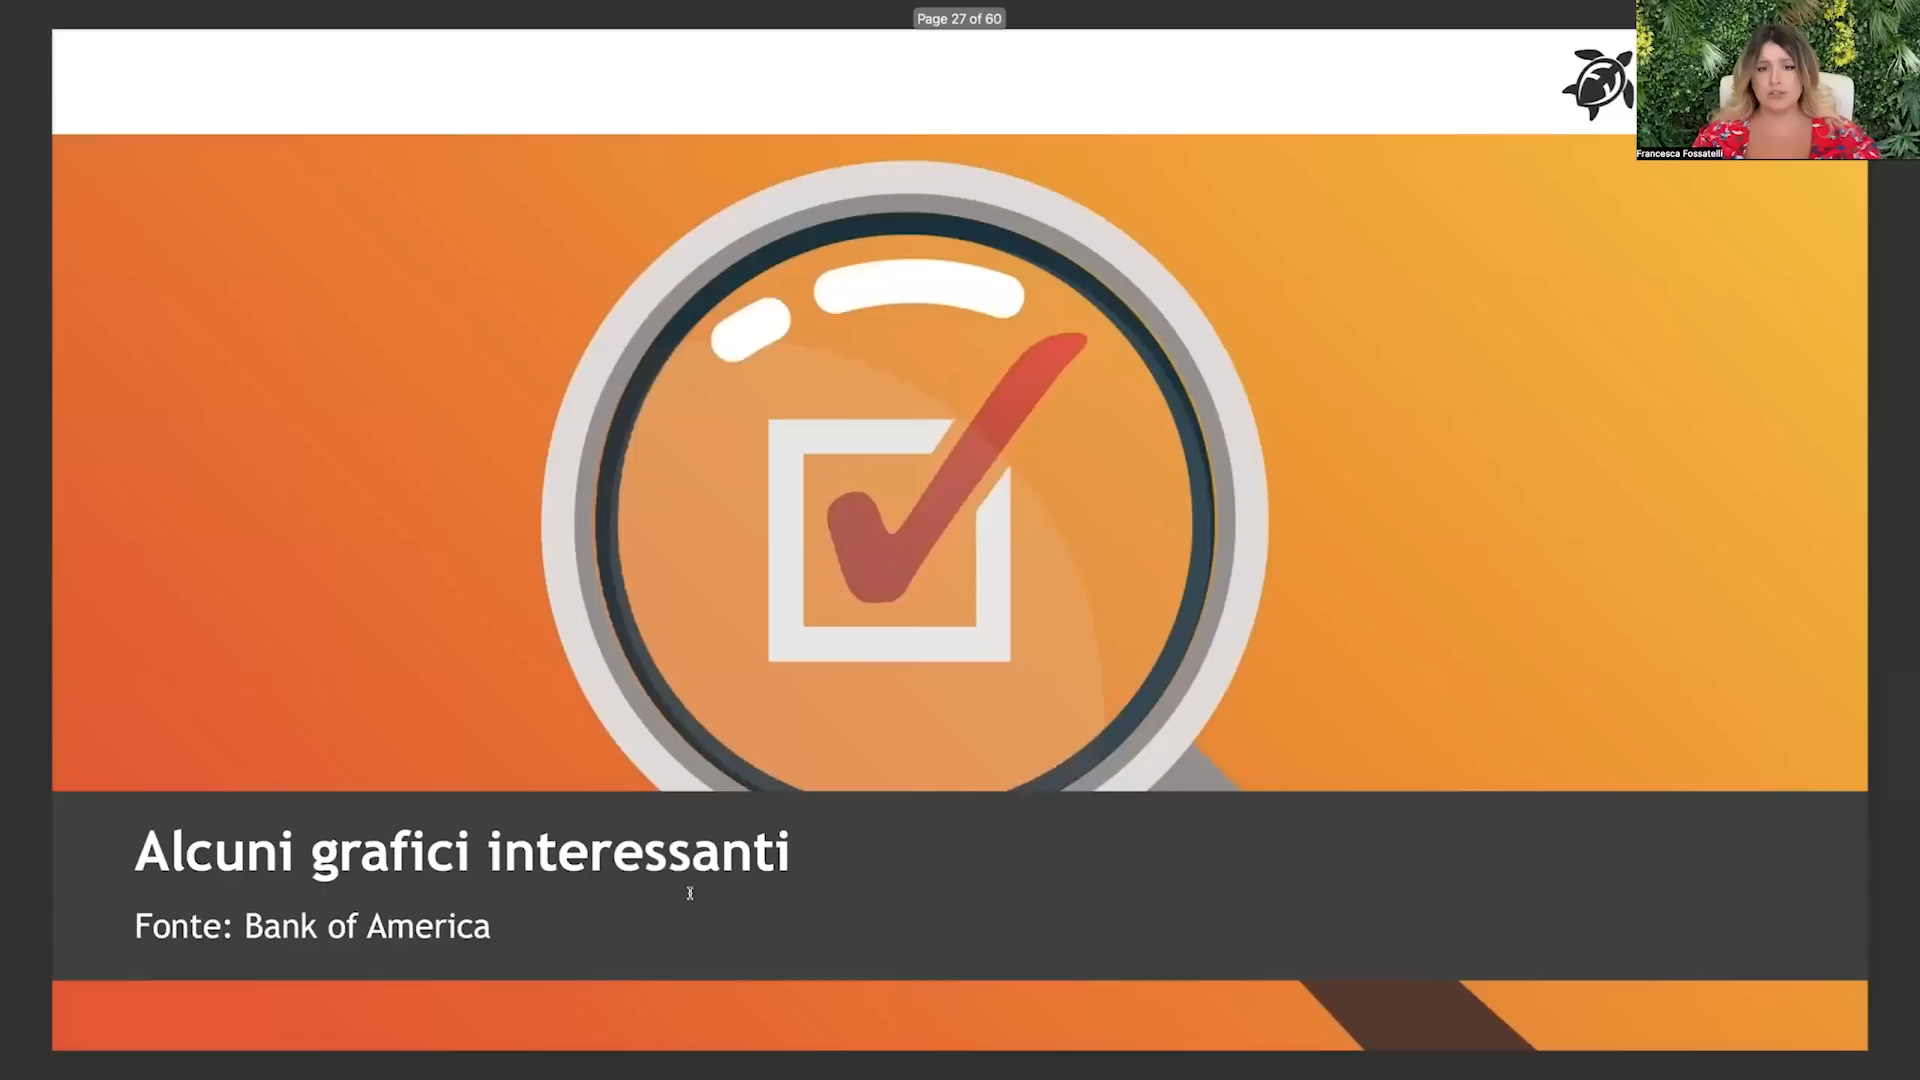 Page 27 of 60
Francesca Fossatelli
Alcuni grafici interessanti
Fonte: Bank of America